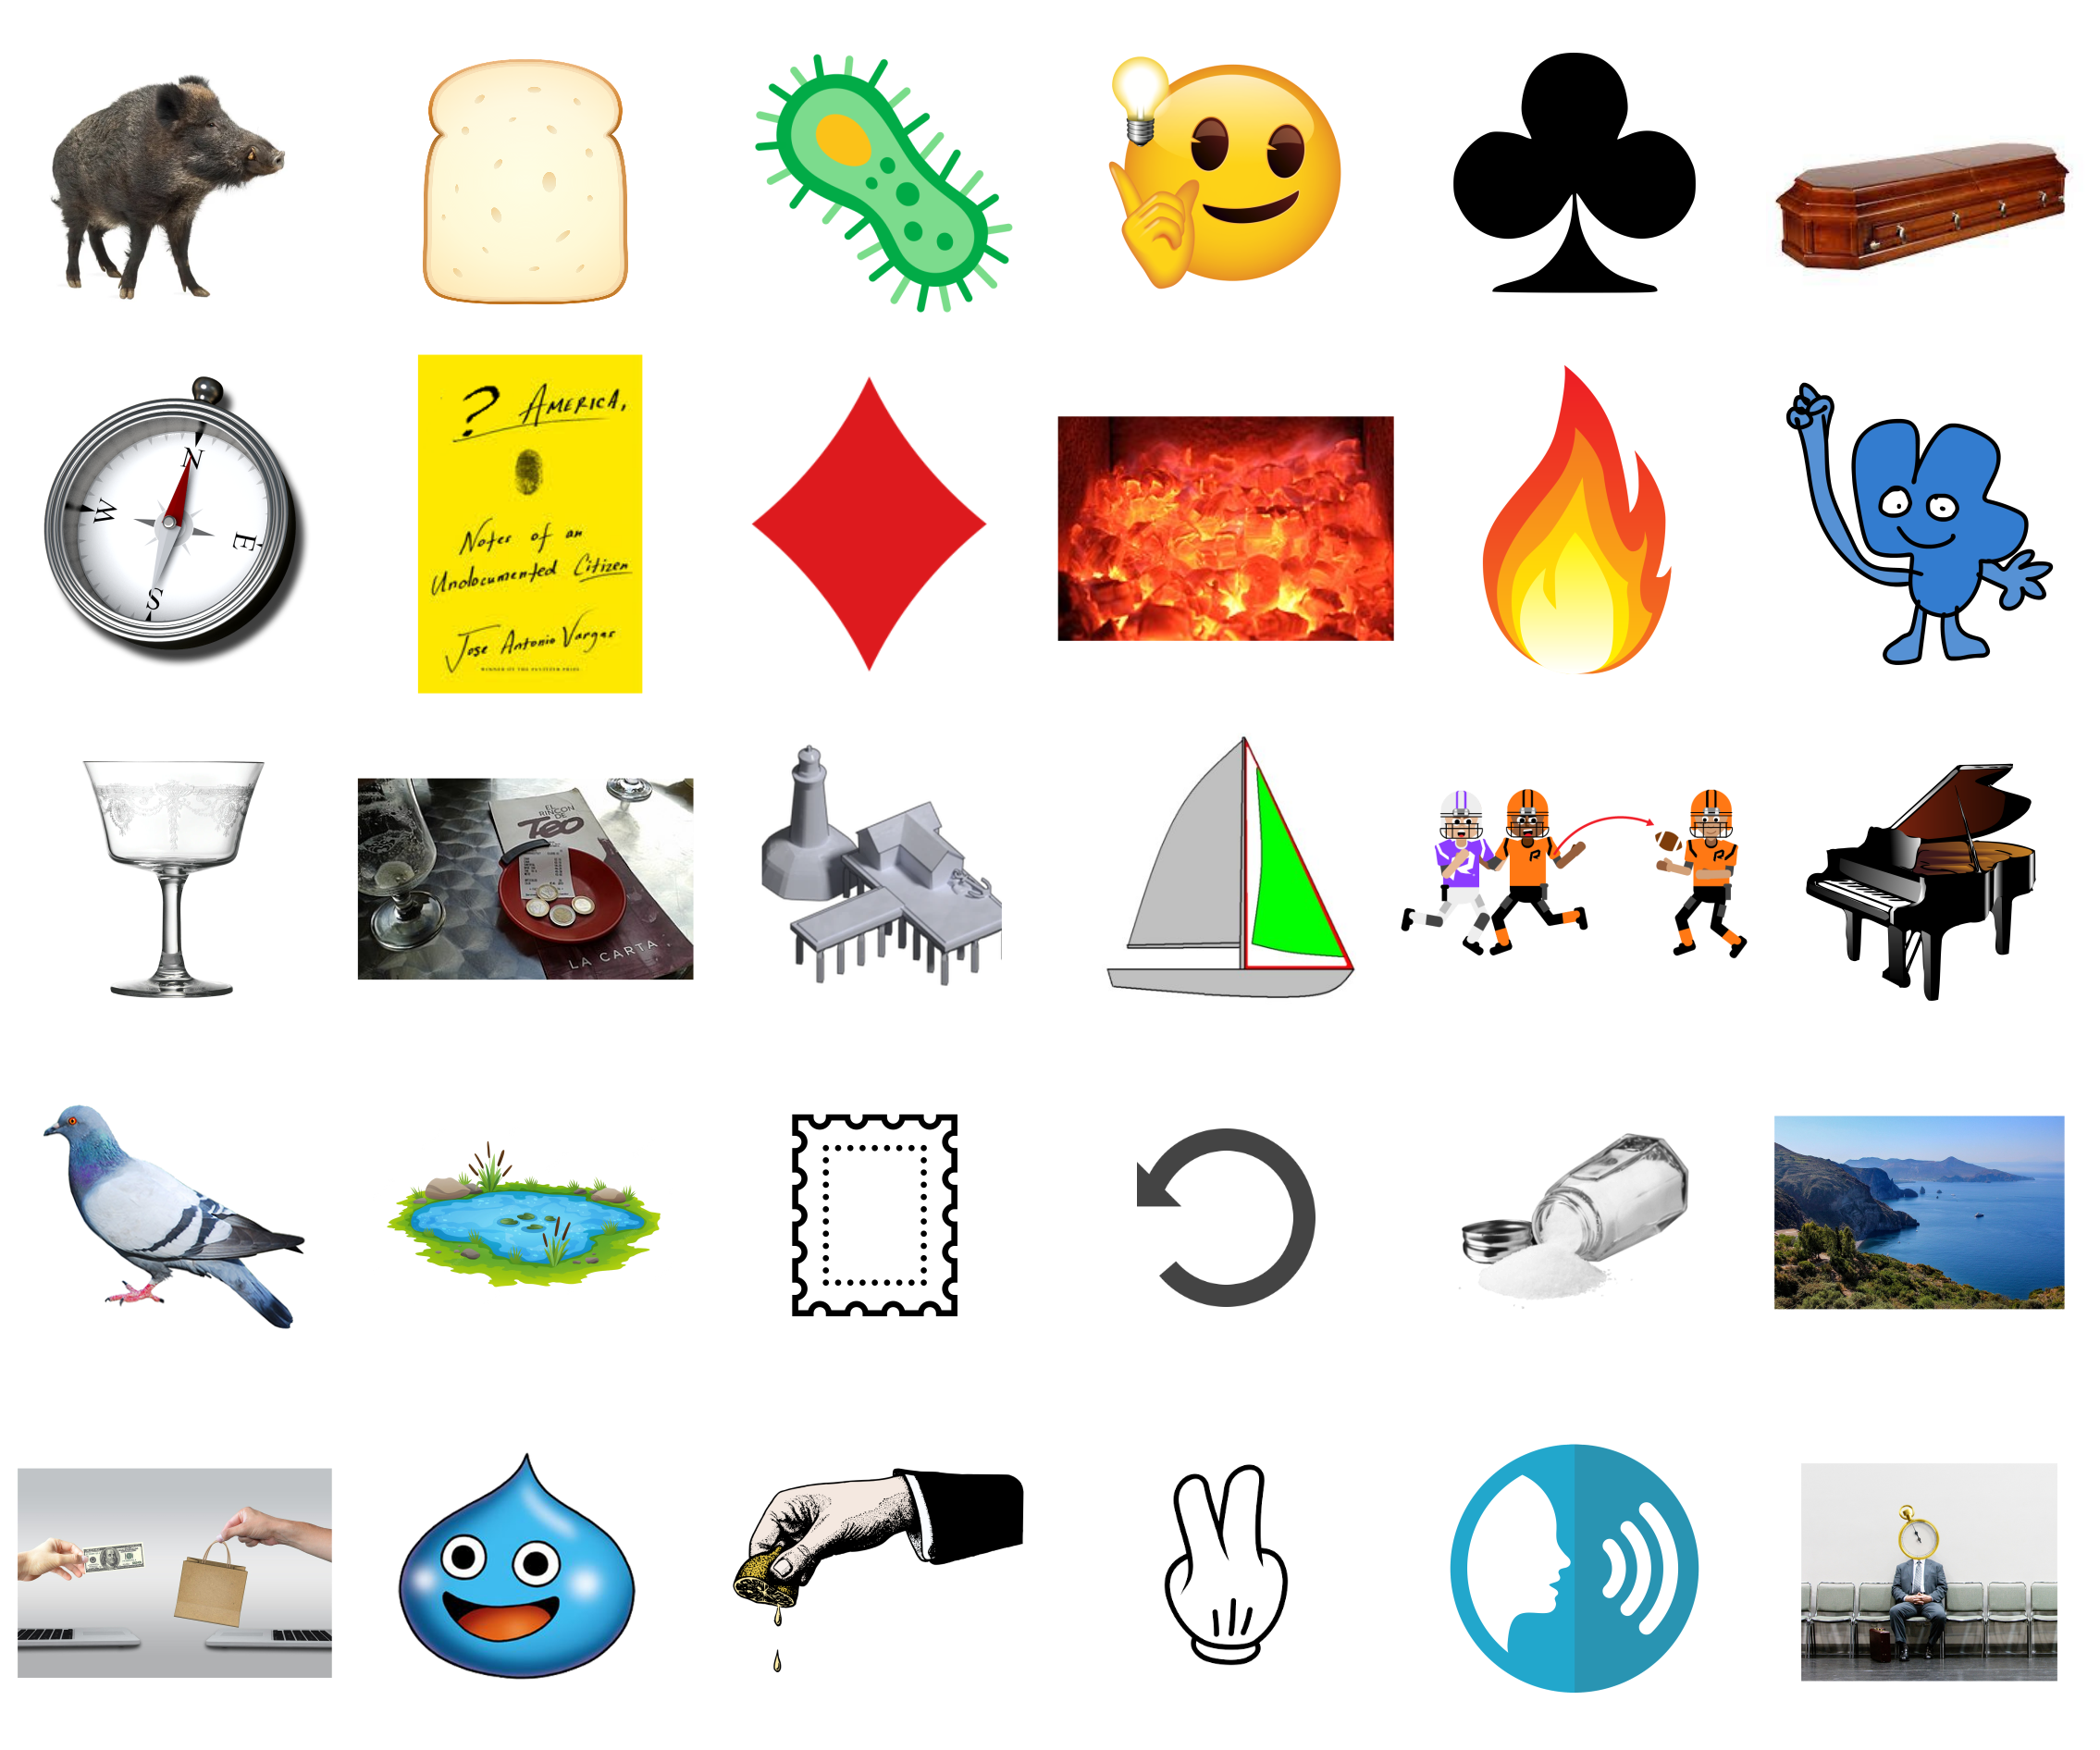 N
W
E
S
? AMERICA,
Notes of an
Undocumented Citizen
Jose Antonio Vargas
WINNER OF THE PULITZER PRIZE
EL
RINCON
DE
TEO
LA CARTA